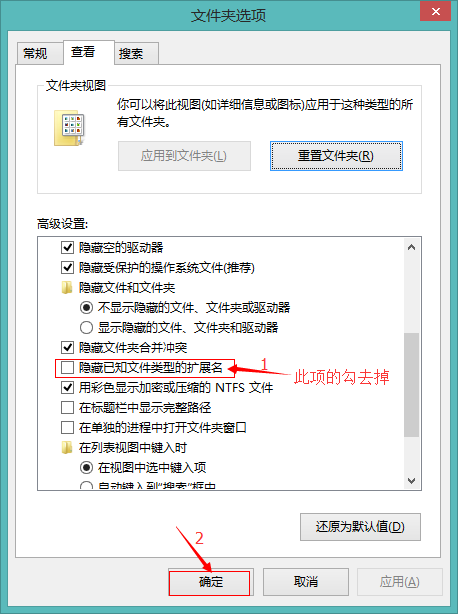 文件夹选项
常规
查看
搜索
文件夹视图
你可以将此视图(如详细信息或图标)应用于这种类型的所
有文件夹。
应用到文件夹(L)
重置文件夹(R)
高级设置:
隐藏空的驱动器
隐藏受保护的操作系统文件(推荐)
隐藏文件和文件夹
不显示隐藏的文件、文件夹或驱动器
显示隐藏的文件、文件夹和驱动器
隐藏文件夹合并冲突
隐藏已知文件类型的扩展名
1
此项的勾去掉
用彩色显示加密或压缩的 NTFS 文件
在标题栏中显示完整路径
在单独的进程中打开文件夹窗口
在列表视图中键入时
在视图中选中键入项
自动键入到“搜索”框中
还原为默认值(D)
2
确定
取消
应用(A)